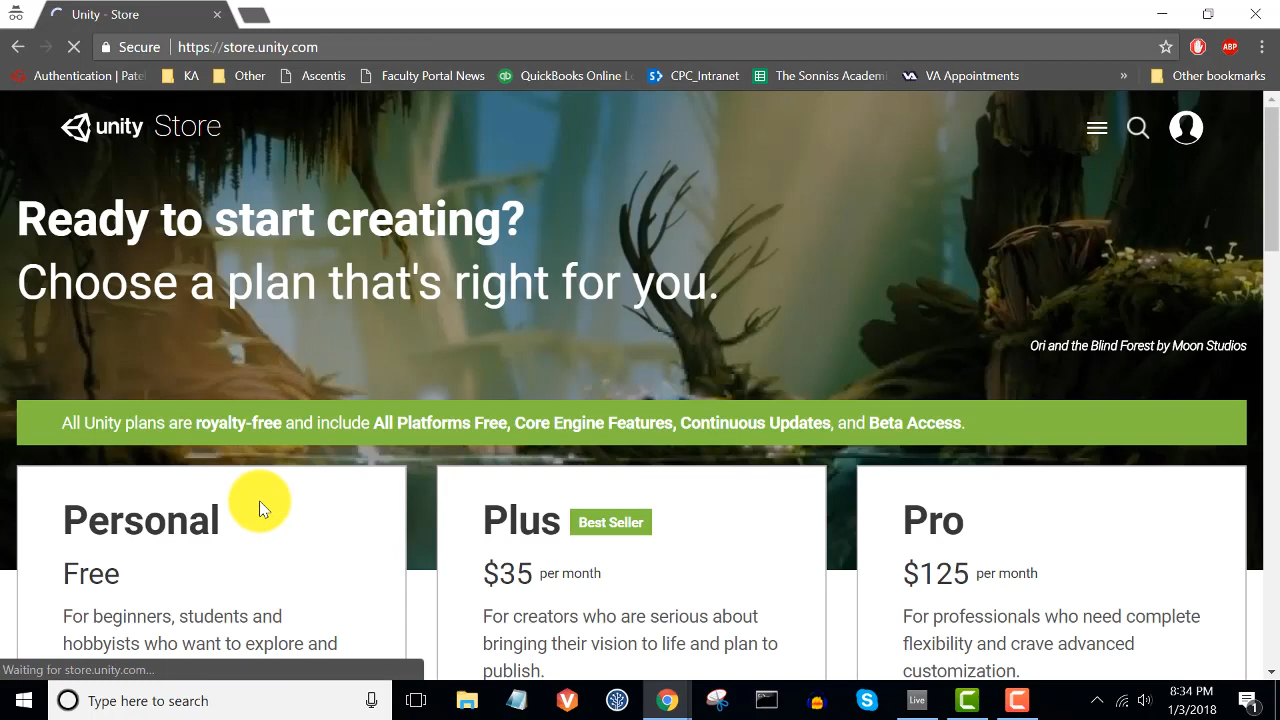 Unity - Store
Secure
https://store.unity.com
ABP
Authentication | Pate
KA
Other
Ascentis
Faculty Portal News
QuickBooks Online Lo
CPC_Intranet
The Sonniss Academi
VA Appointments
»
Other bookmarks
unity Store
Ready to start creating?
Choose a plan that's right for you.
Ori and the Blind Forest by Moon Studios
All Unity plans are royalty-free and include All Platforms Free, Core Engine Features, Continuous Updates, and Beta Access.
Personal
Free
For beginners, students and
hobbyists who want to explore and
Plus Best Seller
$35 per month
For creators who are serious about
bringing their vision to life and plan to
publish.
Pro
$125 per month
For professionals who need complete
flexibility and crave advanced
customization.
Waiting for store.unity.com...
Type here to search
Live
8:34 PM
1/3/2018
1